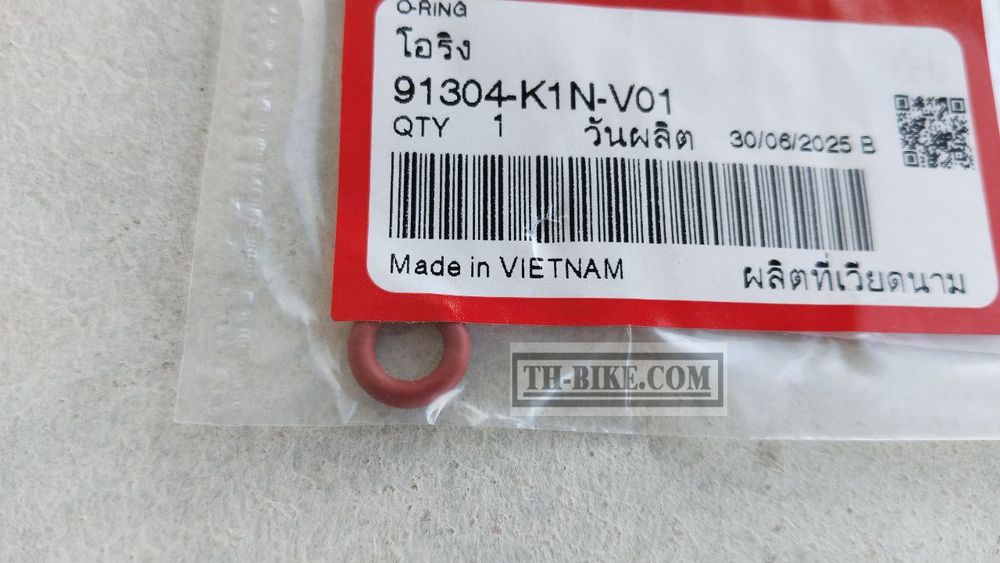 O-RING
โอริง
91304-K1N-V01
QTY 1 วันผลิต 30/06/2025 B
Made in VIETNAM ผลิตที่เวียดนาม
TH-BIKE.COM